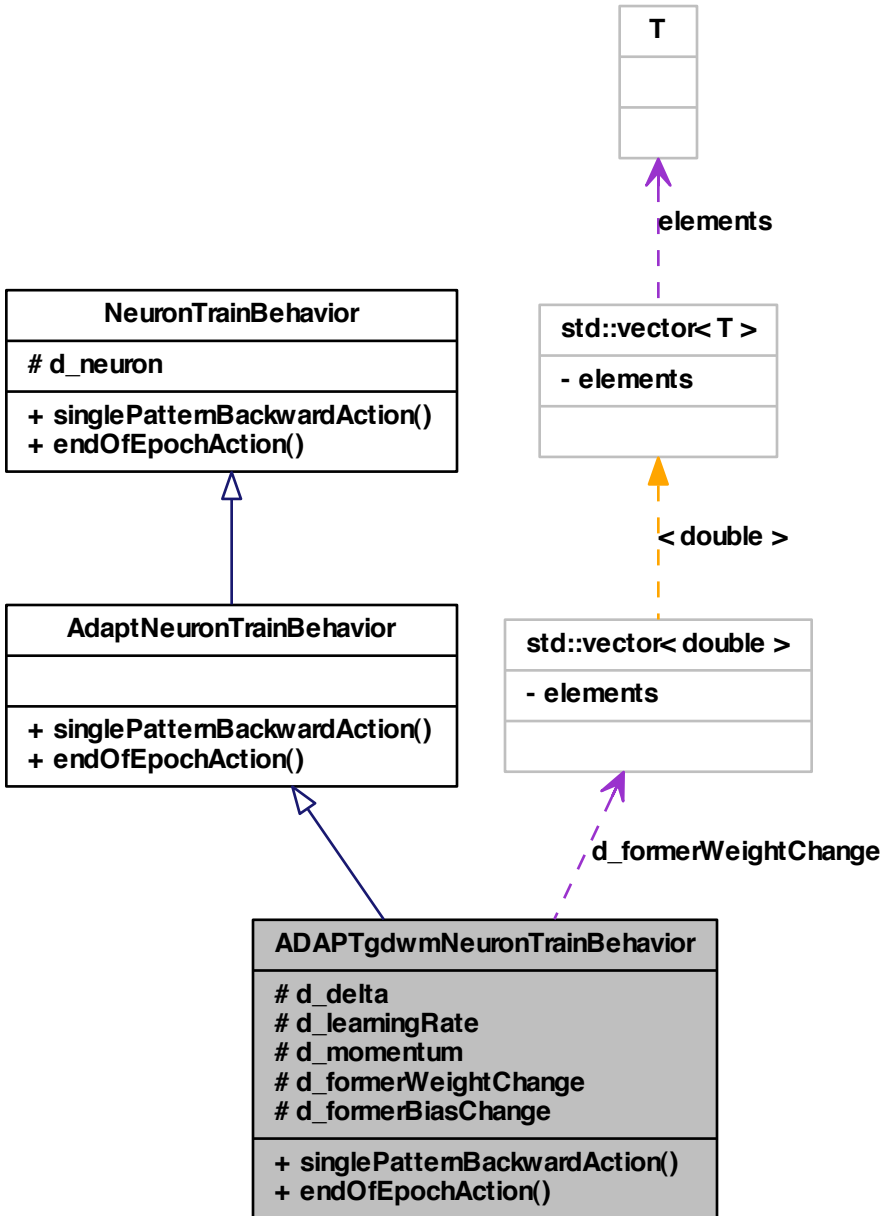 T
elements
NeuronTrainBehavior
# d_neuron
+ singlePatternBackwardAction()
+ endOfEpochAction()
std::vector< T >
- elements
< double >
AdaptNeuronTrainBehavior
+ singlePatternBackwardAction()
+ endOfEpochAction()
std::vector< double >
- elements
d_formerWeightChange
ADAPTgdwmNeuronTrainBehavior
# d_delta
# d_learningRate
# d_momentum
# d_formerWeightChange
# d_formerBiasChange
+ singlePatternBackwardAction()
+ endOfEpochAction()